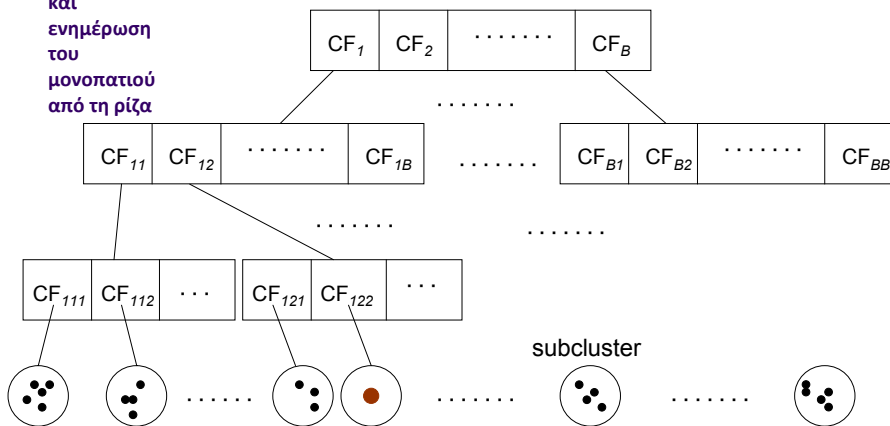 και
ενημέρωση
του
μονοπατιού
από τη ρίζα
CF1 CF2 ....... CFB
.......
CF11 CF12 ....... CF1B ....... CFB1 CFB2 ....... CFBB
....... .......
CF111 CF112 ... CF121 CF122 ...
subcluster
...... ....... .......